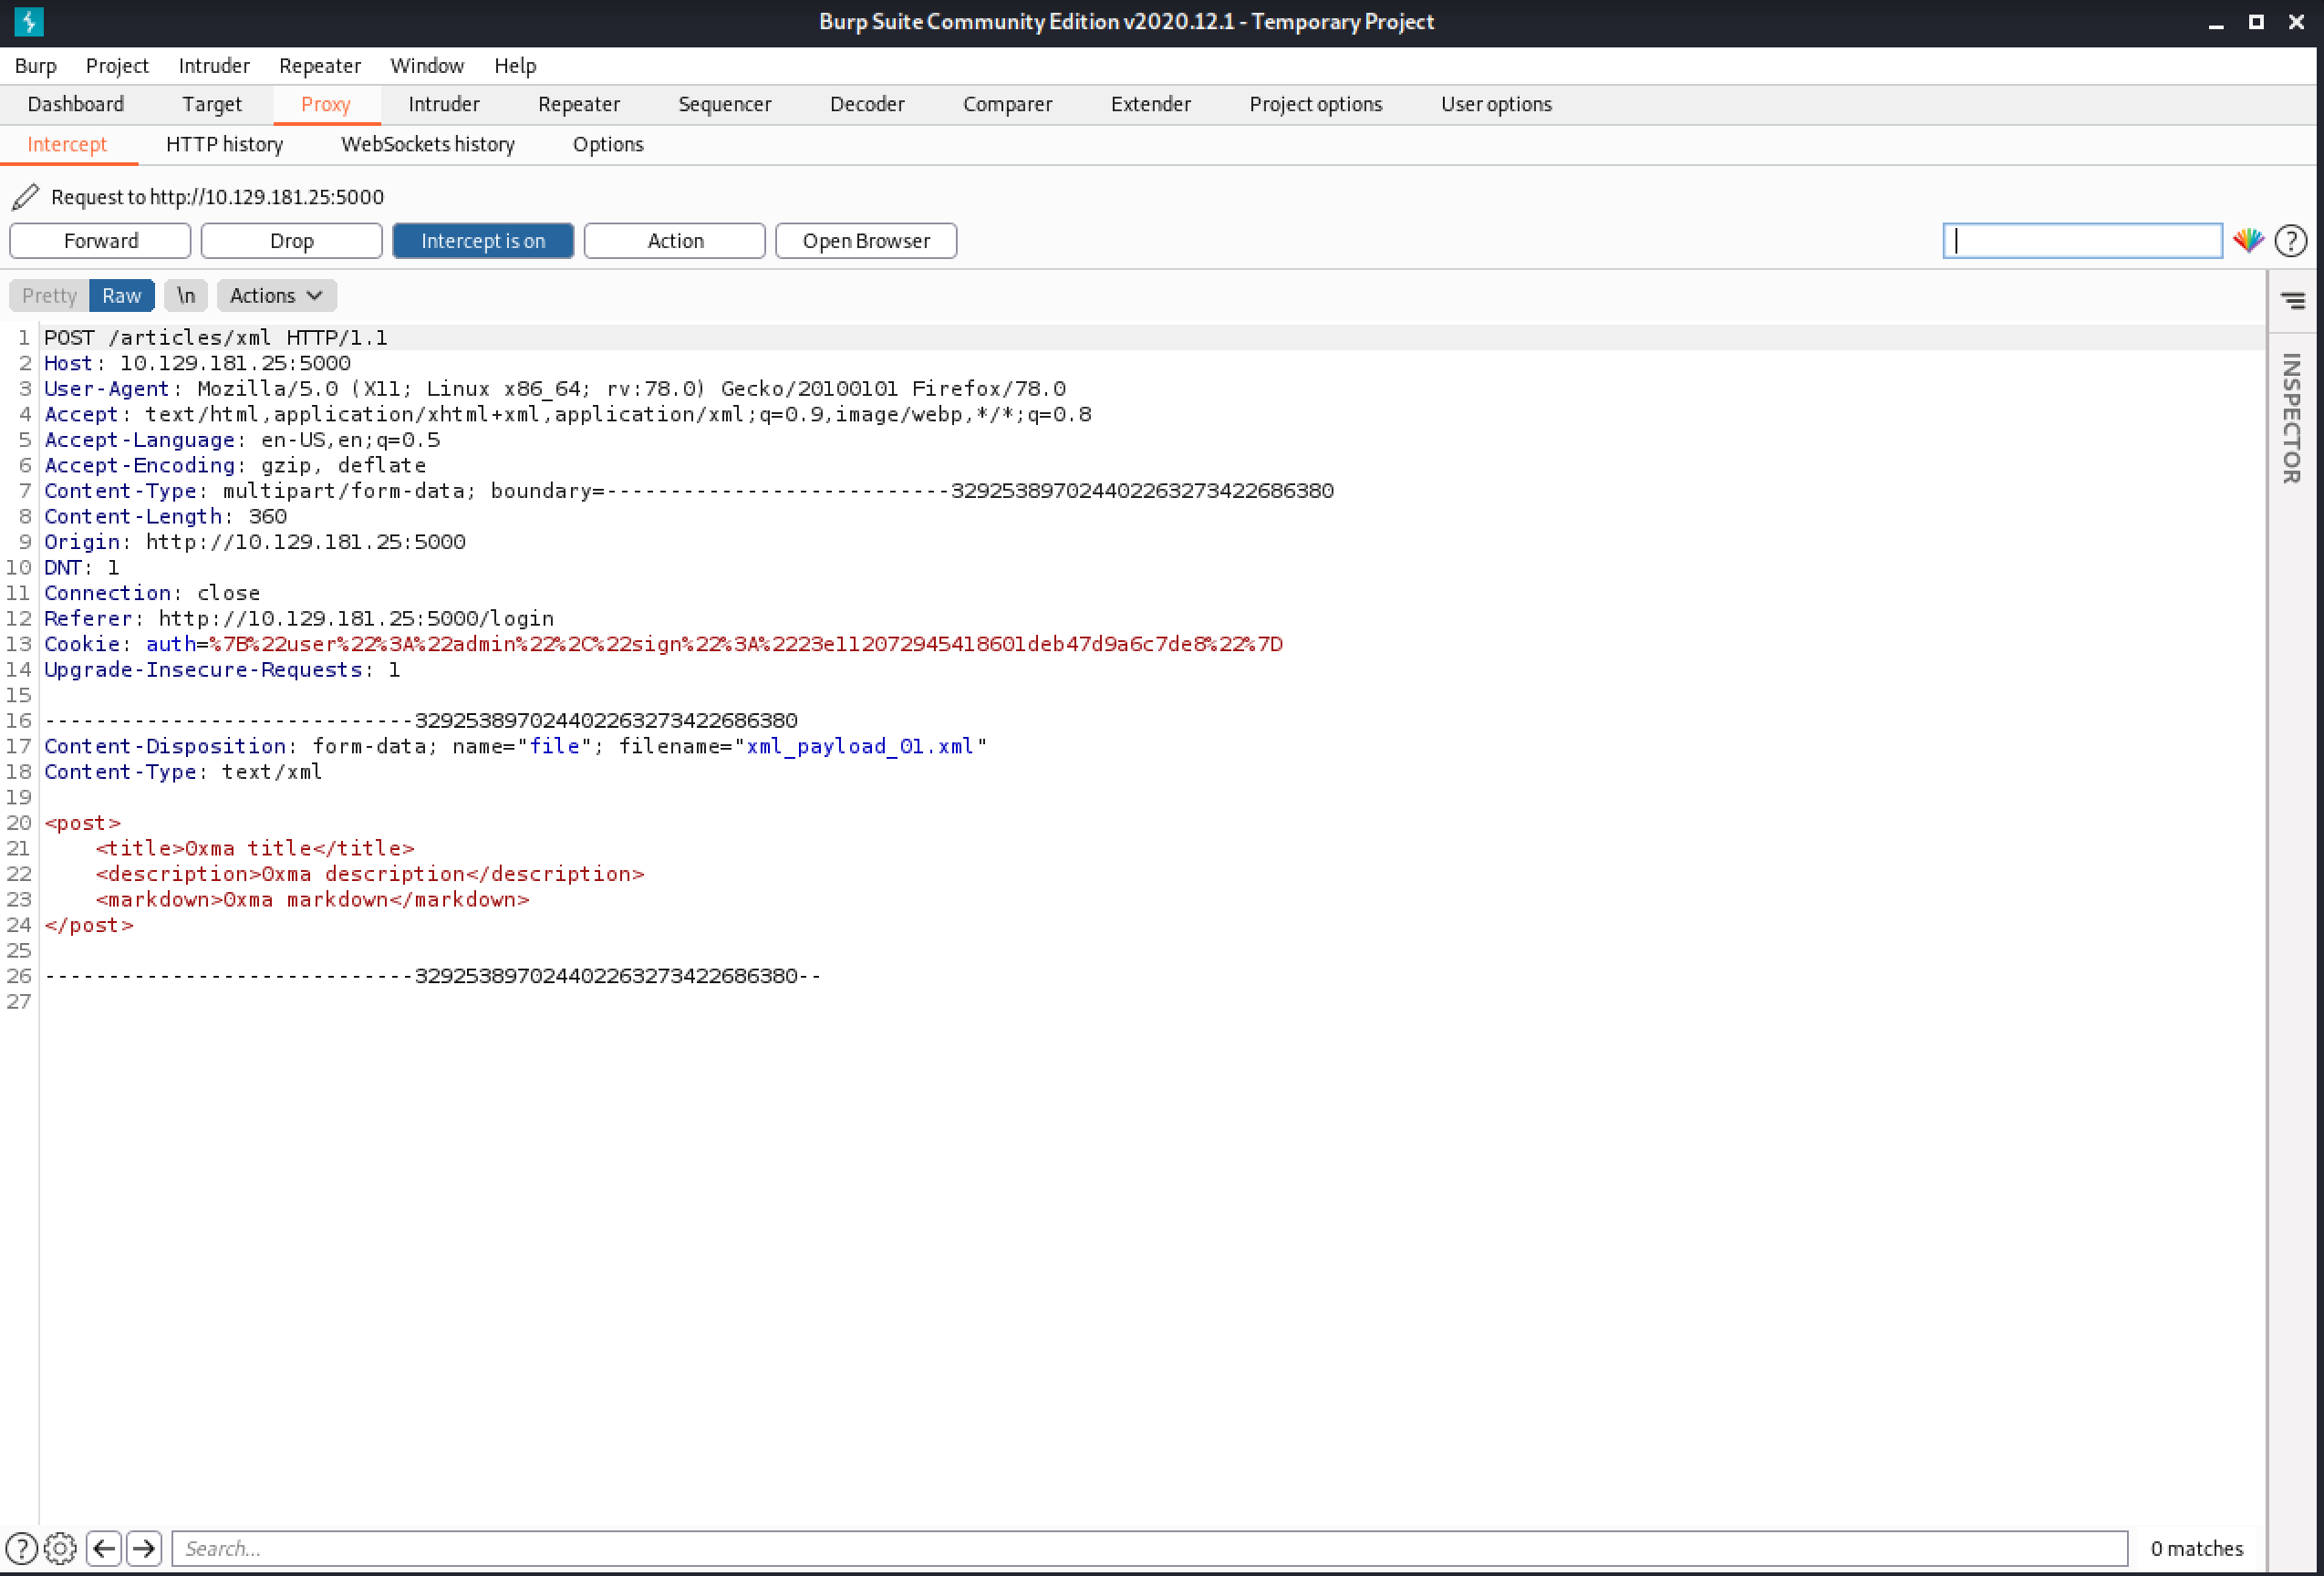 Burp Suite Community Edition v2020.12.1 - Temporary Project
Burp Project Intruder Repeater Window Help
Dashboard Target Proxy Intruder Repeater Sequencer Decoder Comparer Extender Project options User options
Intercept HTTP history WebSockets history Options
Request to http://10.129.181.25:5000
Forward Drop Intercept is on Action Open Browser
Pretty Raw \n Actions
INSPECTOR
1 POST /articles/xml HTTP/1.1
2 Host: 10.129.181.25:5000
3 User-Agent: Mozilla/5.0 (X11; Linux x86_64; rv:78.0) Gecko/20100101 Firefox/78.0
4 Accept: text/html,application/xhtml+xml,application/xml;q=0.9,image/webp,*/*;q=0.8
5 Accept-Language: en-US,en;q=0.5
6 Accept-Encoding: gzip, deflate
7 Content-Type: multipart/form-data; boundary=---------------------------329253897024402263273422686380
8 Content-Length: 360
9 Origin: http://10.129.181.25:5000
10 DNT: 1
11 Connection: close
12 Referer: http://10.129.181.25:5000/login
13 Cookie: auth=%7B%22user%22%3A%22admin%22%2C%22sign%22%3A%2223e112072945418601deb47d9a6c7de8%22%7D
14 Upgrade-Insecure-Requests: 1
15
16 -----------------------------329253897024402263273422686380
17 Content-Disposition: form-data; name="file"; filename="xml_payload_01.xml"
18 Content-Type: text/xml
19
20 <post>
21     <title>0xma title</title>
22     <description>0xma description</description>
23     <markdown>0xma markdown</markdown>
24 </post>
25
26 -----------------------------329253897024402263273422686380--
27
Search... 0 matches